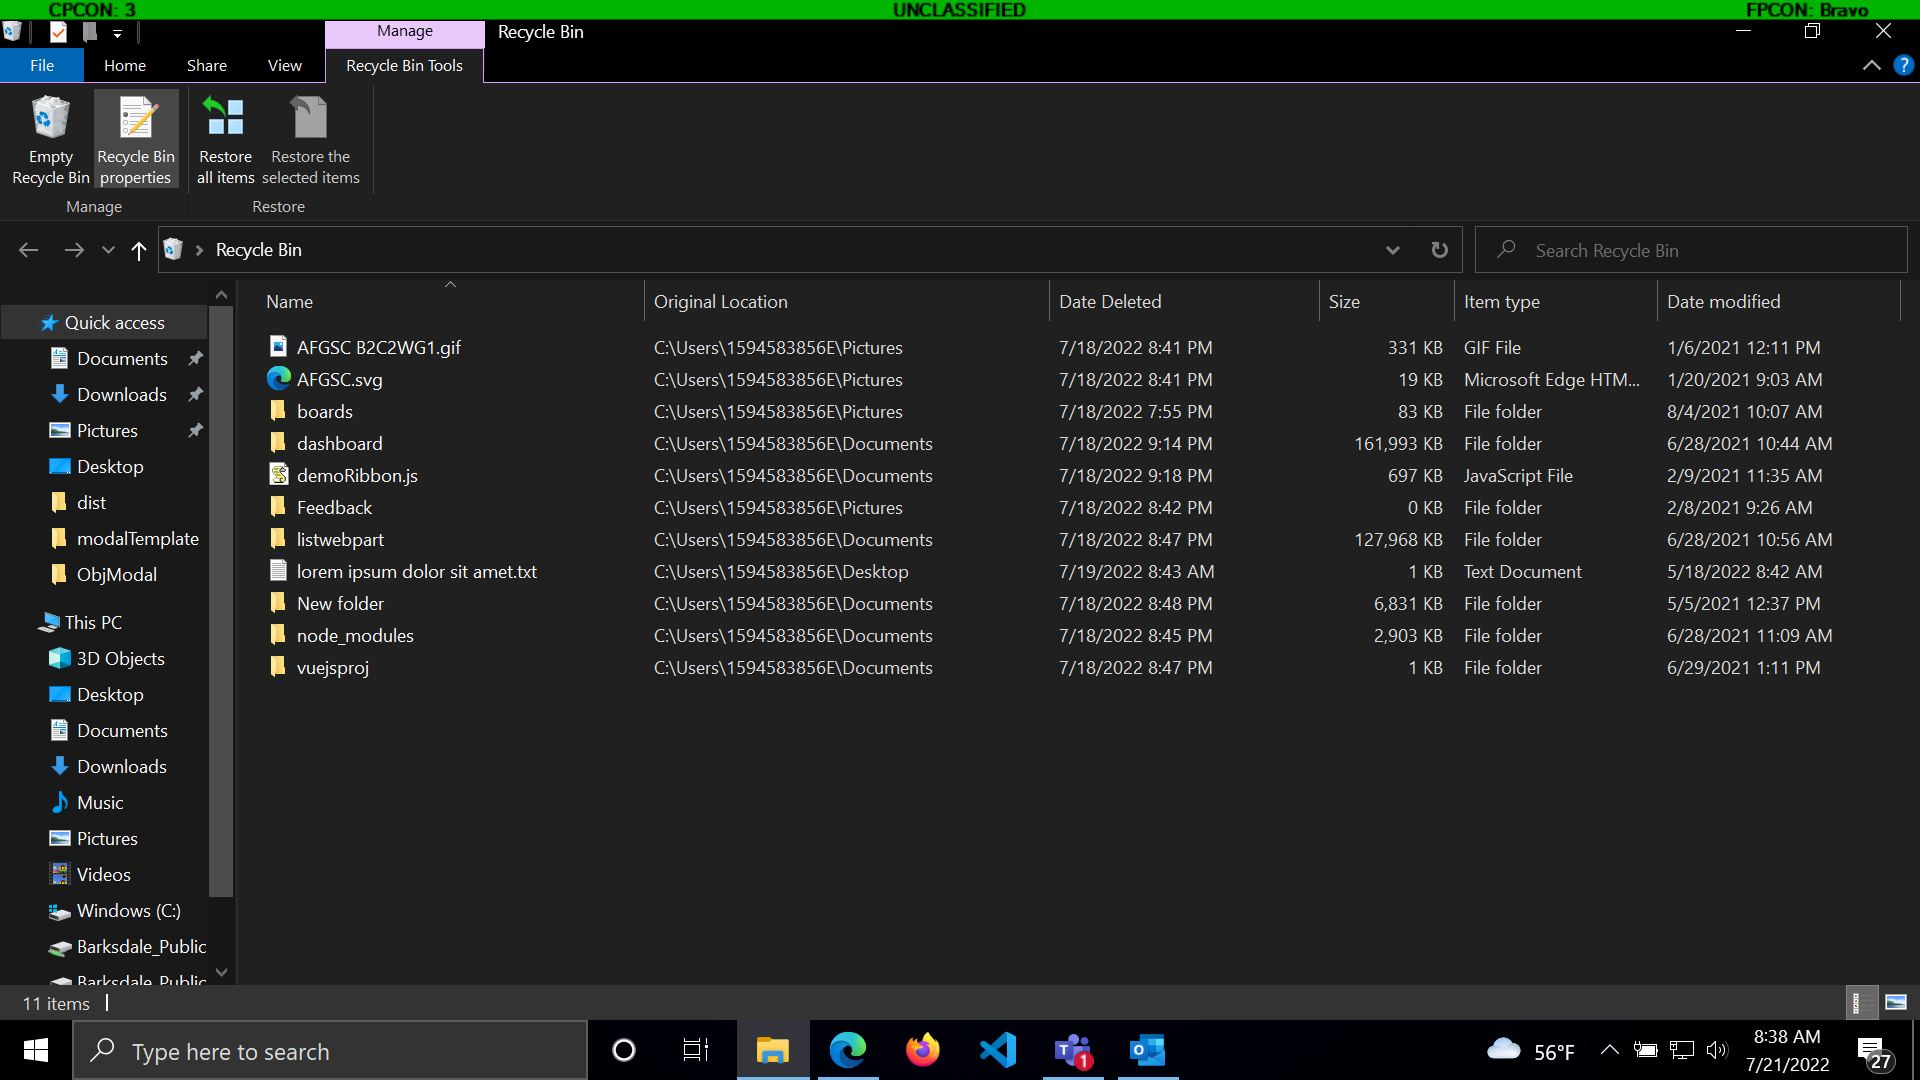 CPCON: 3 UNCLASSIFIED FPCON: Bravo
Manage Recycle Bin
File Home Share View Recycle Bin Tools
Empty Recycle Bin Recycle Bin properties Restore all items Restore the selected items
Manage Restore
Recycle Bin Search Recycle Bin
Name Original Location Date Deleted Size Item type Date modified
AFGSC B2C2WG1.gif C:\Users\1594583856E\Pictures 7/18/2022 8:41 PM 331 KB GIF File 1/6/2021 12:11 PM
AFGSC.svg C:\Users\1594583856E\Pictures 7/18/2022 8:41 PM 19 KB Microsoft Edge HTM... 1/20/2021 9:03 AM
boards C:\Users\1594583856E\Pictures 7/18/2022 7:55 PM 83 KB File folder 8/4/2021 10:07 AM
dashboard C:\Users\1594583856E\Documents 7/18/2022 9:14 PM 161,993 KB File folder 6/28/2021 10:44 AM
demoRibbon.js C:\Users\1594583856E\Documents 7/18/2022 9:18 PM 697 KB JavaScript File 2/9/2021 11:35 AM
Feedback C:\Users\1594583856E\Pictures 7/18/2022 8:42 PM 0 KB File folder 2/8/2021 9:26 AM
listwebpart C:\Users\1594583856E\Documents 7/18/2022 8:47 PM 127,968 KB File folder 6/28/2021 10:56 AM
lorem ipsum dolor sit amet.txt C:\Users\1594583856E\Desktop 7/19/2022 8:43 AM 1 KB Text Document 5/18/2022 8:42 AM
New folder C:\Users\1594583856E\Documents 7/18/2022 8:48 PM 6,831 KB File folder 5/5/2021 12:37 PM
node_modules C:\Users\1594583856E\Documents 7/18/2022 8:45 PM 2,903 KB File folder 6/28/2021 11:09 AM
vuejsproj C:\Users\1594583856E\Documents 7/18/2022 8:47 PM 1 KB File folder 6/29/2021 1:11 PM
Quick access
Documents
Downloads
Pictures
Desktop
dist
modalTemplate
ObjModal
This PC
3D Objects
Desktop
Documents
Downloads
Music
Pictures
Videos
Windows (C:)
Barksdale_Public
Barksdale_Public
11 items
Type here to search 1 56°F 8:38 AM
7/21/2022 27